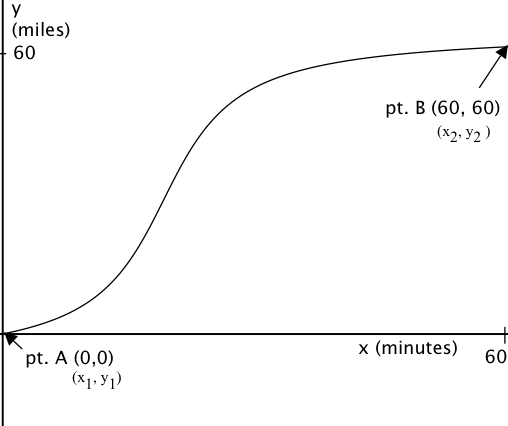 y
(miles)
60
pt. B (60, 60)
(x2, y2 )
x (minutes)
60
pt. A (0,0)
(x1, y1)